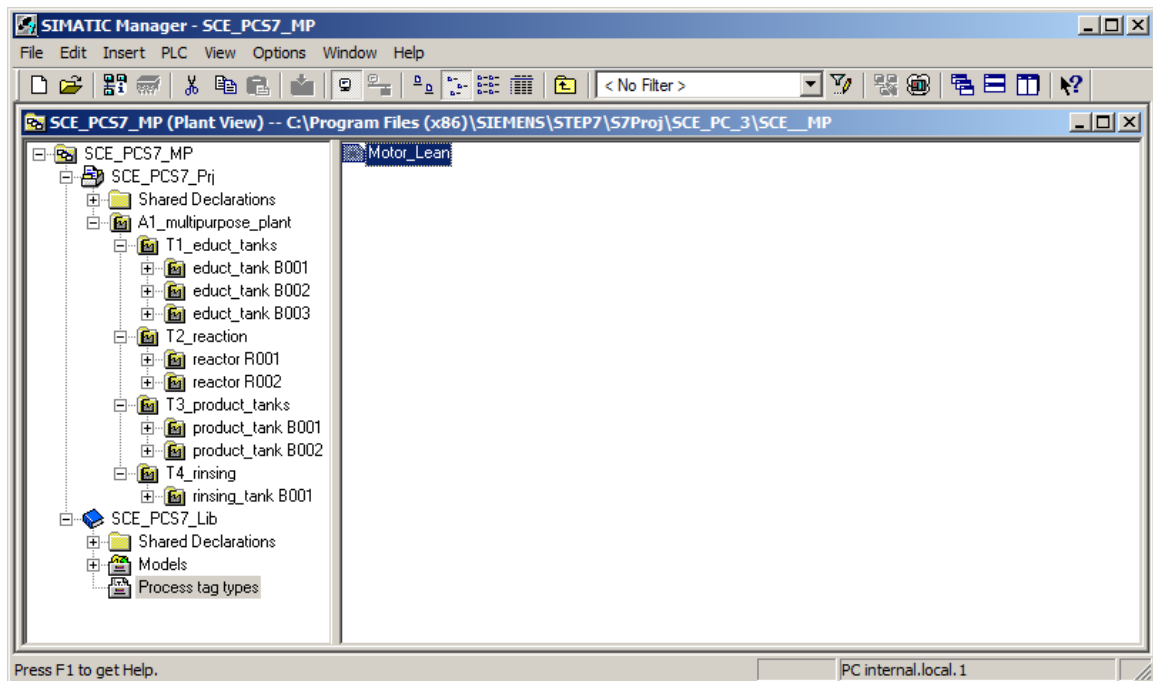 SIMATIC Manager - SCE_PCS7_MP
File Edit Insert PLC View Options Window Help
< No Filter >
SCE_PCS7_MP (Plant View) -- C:\Program Files (x86)\SIEMENS\STEP7\S7Proj\SCE_PC_3\SCE__MP
SCE_PCS7_MP
Motor_Lean
SCE_PCS7_Prj
Shared Declarations
A1_multipurpose_plant
T1_educt_tanks
educt_tank B001
educt_tank B002
educt_tank B003
T2_reaction
reactor R001
reactor R002
T3_product_tanks
product_tank B001
product_tank B002
T4_rinsing
rinsing_tank B001
SCE_PCS7_Lib
Shared Declarations
Models
Process tag types
Press F1 to get Help.
PC internal.local.1